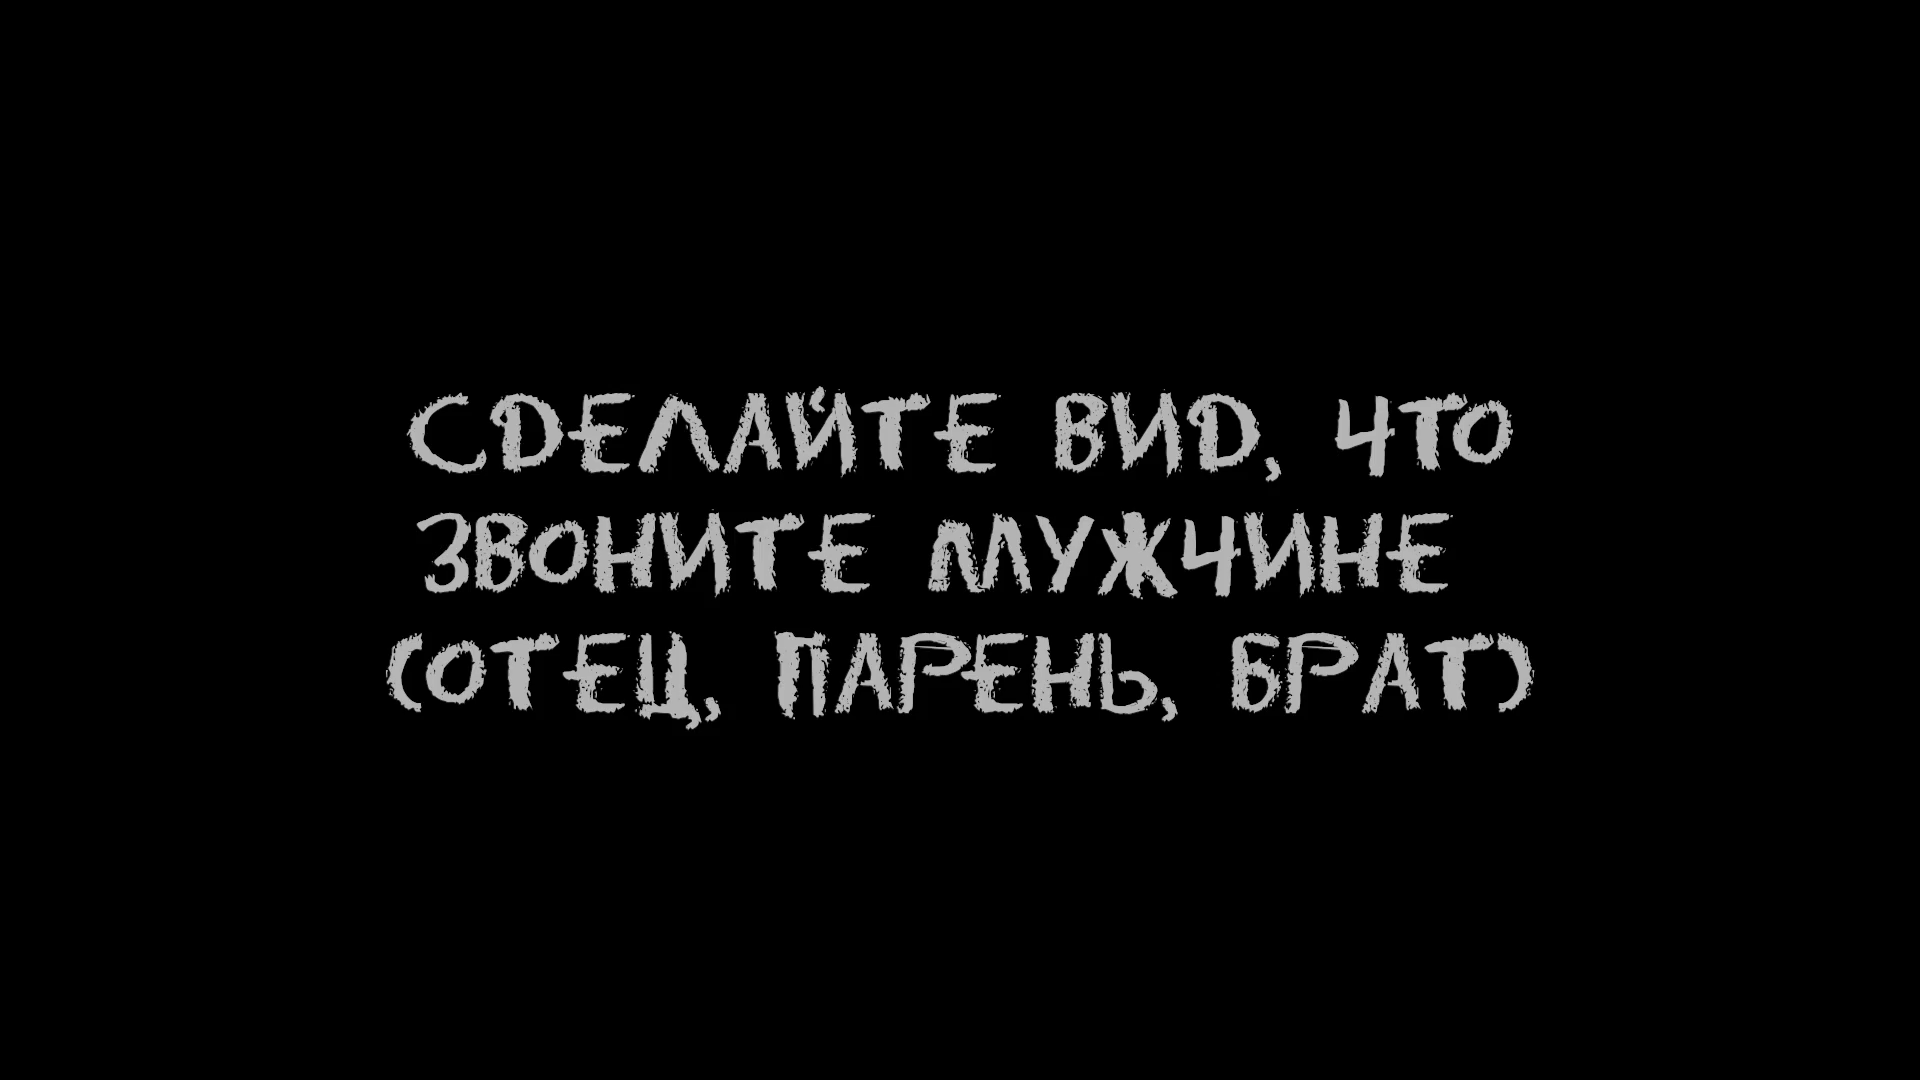 СДЕЛАЙТЕ ВИД, ЧТО
ЗВОНИТЕ МУЖЧИНЕ
(ОТЕЦ, ПАРЕНЬ, БРАТ)